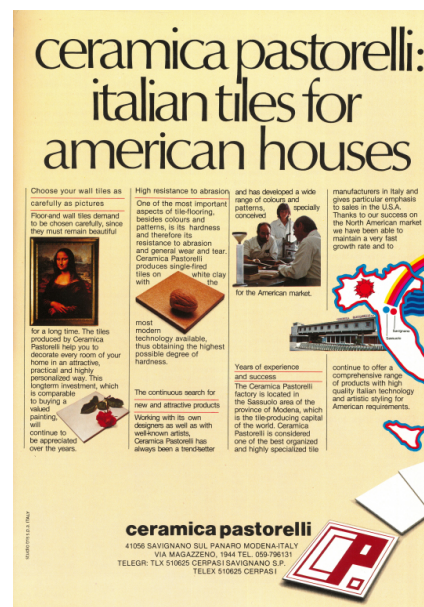 ceramica pastorelli:
italian tiles for
american houses
Choose your wall tiles as
carefully as pictures
Floor-end wall tiles demand
to be chosen carefully, since
they must remain beautiful
for a long time. The tiles
produced by Ceramica
Pastorelli help you to
decorate every room of your
home in an attractive,
practical and highly
personalized way. This
longterm investment, which
is comparable
to buying a
valued
painting,
will
continue to
be appreciated
over the years.
High resistance to abrasion
One of the most important
aspects of tile-flooring,
besides colours and
patterns, is its hardness
and therefore its
resistance to abrasion
and general wear and tear.
Ceramica Pastorelli
produces single-fired
tiles on white clay
with the
most
modern
technology available,
thus obtaining the highest
possible degree of
hardness.
The continuous search for
new and attractive products
Working with its own
designers as well as with
well-known artists,
Ceramica Pastorelli has
always been a trend-setter
and has developed a wide
range of colours and
patterns, specially
conceived
for the American market.
Years of experience
and success
The Ceramica Pastorelli
factory is located in
the Sassuolo area of the
province of Modena, which
is the tile-producing capital
of the world. Ceramica
Pastorelli is considered
one of the best organized
and highly specialized tile
manufacturers in Italy and
gives particular emphasis
to sales in the U.S.A.
Thanks to our success on
the North American market
we have been able to
maintain a very fast
growth rate and to
continue to offer a
comprehensive range
of products with high
quality Italian technology
and artistic styling for
American requirements.
ceramica pastorelli
41056 SAVIGNANO SUL PANARO MODENA-ITALY
VIA MAGAZZENO, 1944 TEL. 059-796131
TELEGR: TLX 510625 CERPASI SAVIGNANO S.P.
TELEX 510625 CERPASI
CP.